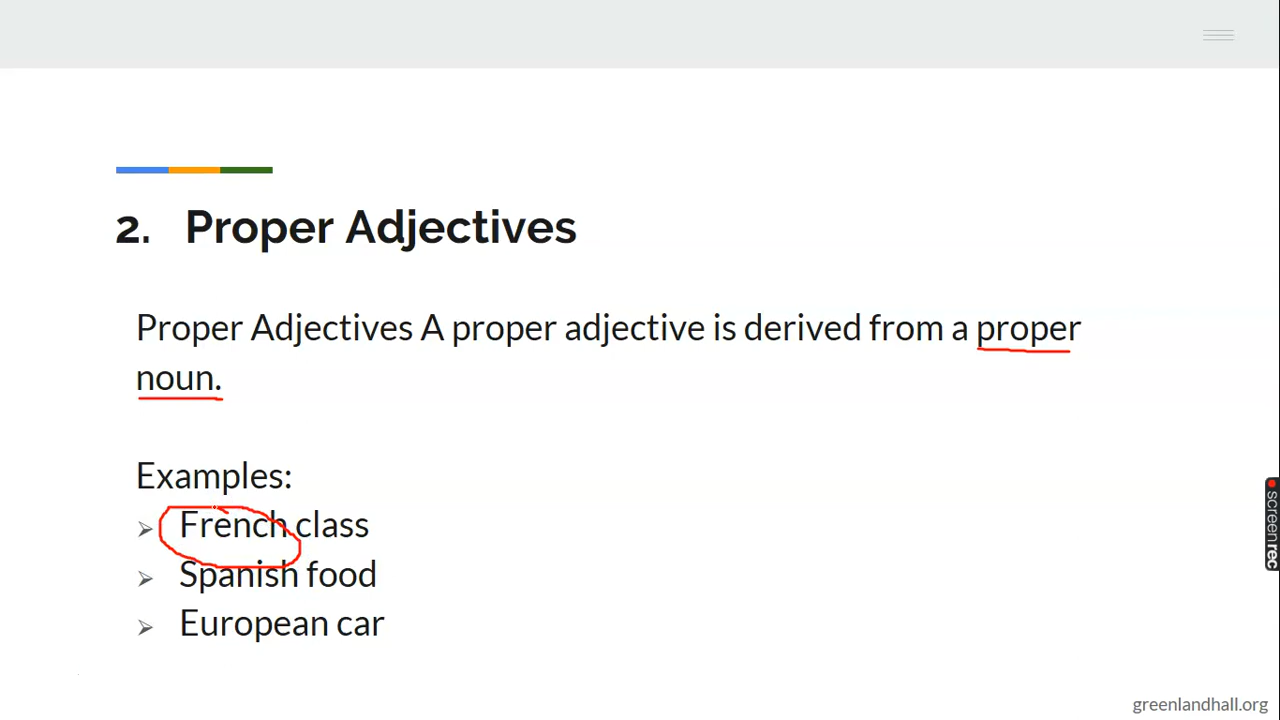 2. Proper Adjectives
Proper Adjectives A proper adjective is derived from a proper
noun.
Examples:
➢ French class
➢ Spanish food
➢ European car
screenrec
greenlandhall.org